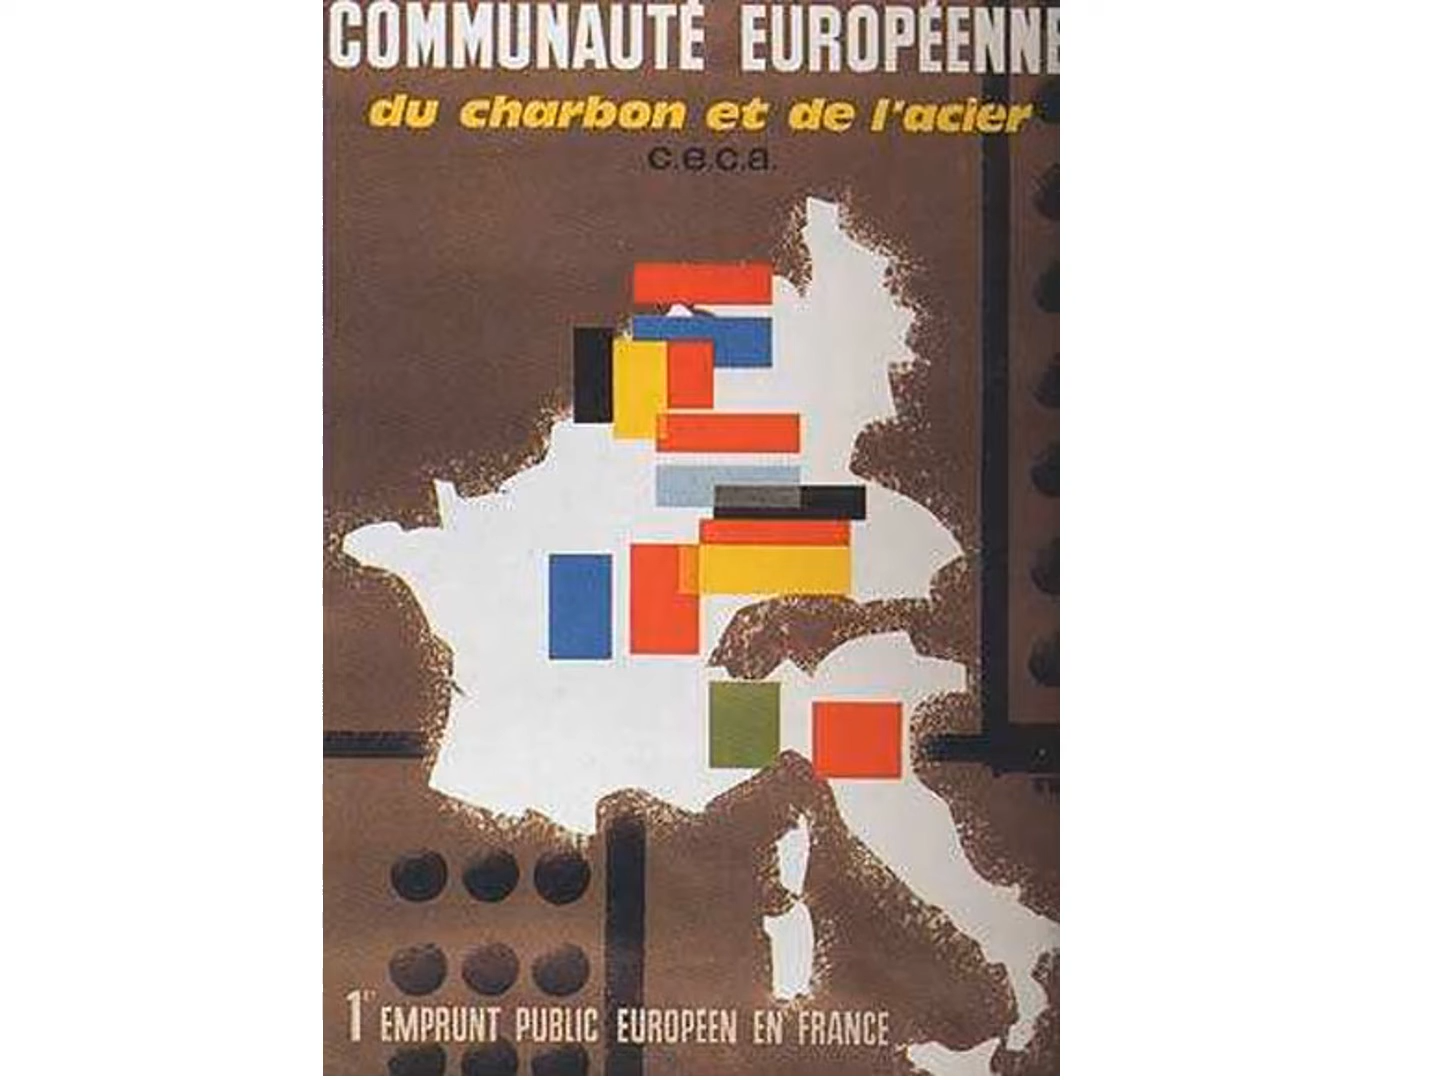 COMMUNAUTÉ EUROPÉENNE
du charbon et de l'acier
c.e.c.a.
1er EMPRUNT PUBLIC EUROPEEN EN FRANCE